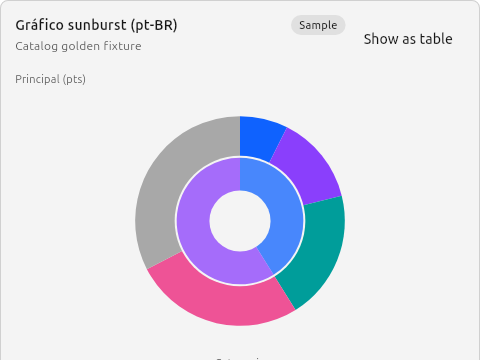 Gráfico sunburst (pt-BR)
Sample
Show as table
Catalog golden fixture
Principal (pts)